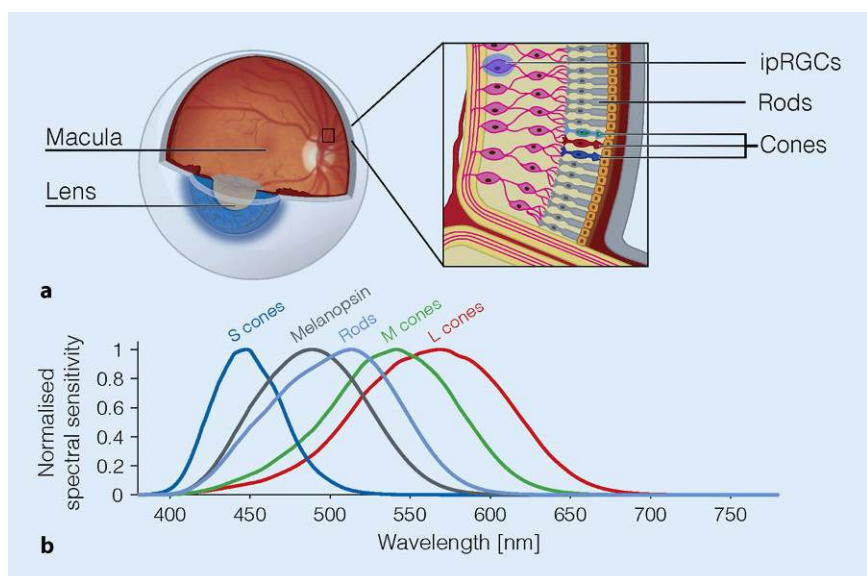 ipRGCs
Rods
Macula
Cones
Lens
a
S cones
Melanopsin
Rods
M cones
L cones
Normalised
spectral sensitivity
1
0.8
0.6
0.4
0.2
0
400 450 500 550 600 650 700 750
Wavelength [nm]
b